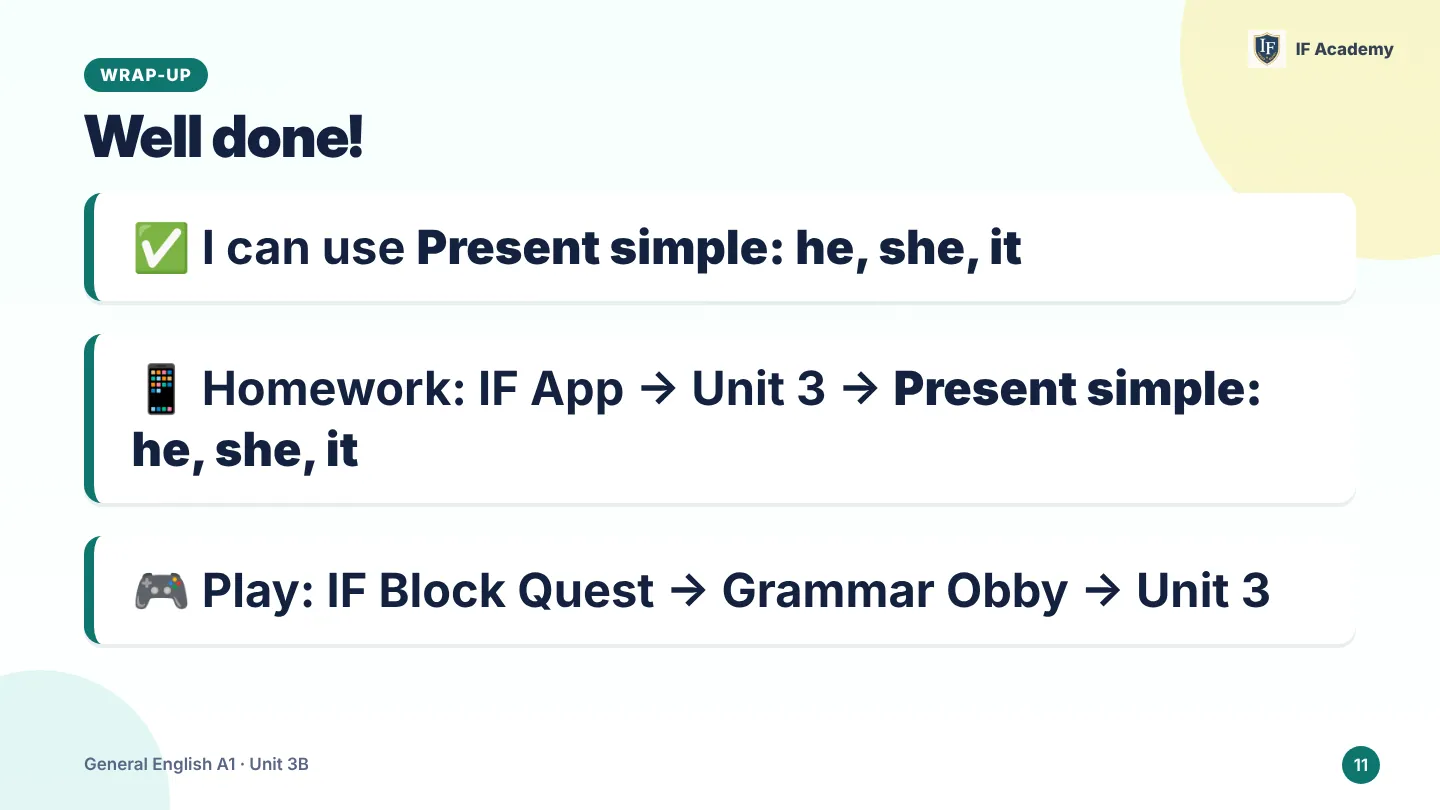 IF Academy
WRAP-UP
Well done!
✅ I can use Present simple: he, she, it
📱 Homework: IF App → Unit 3 → Present simple:
he, she, it
🎮 Play: IF Block Quest → Grammar Obby → Unit 3
General English A1 · Unit 3B
11